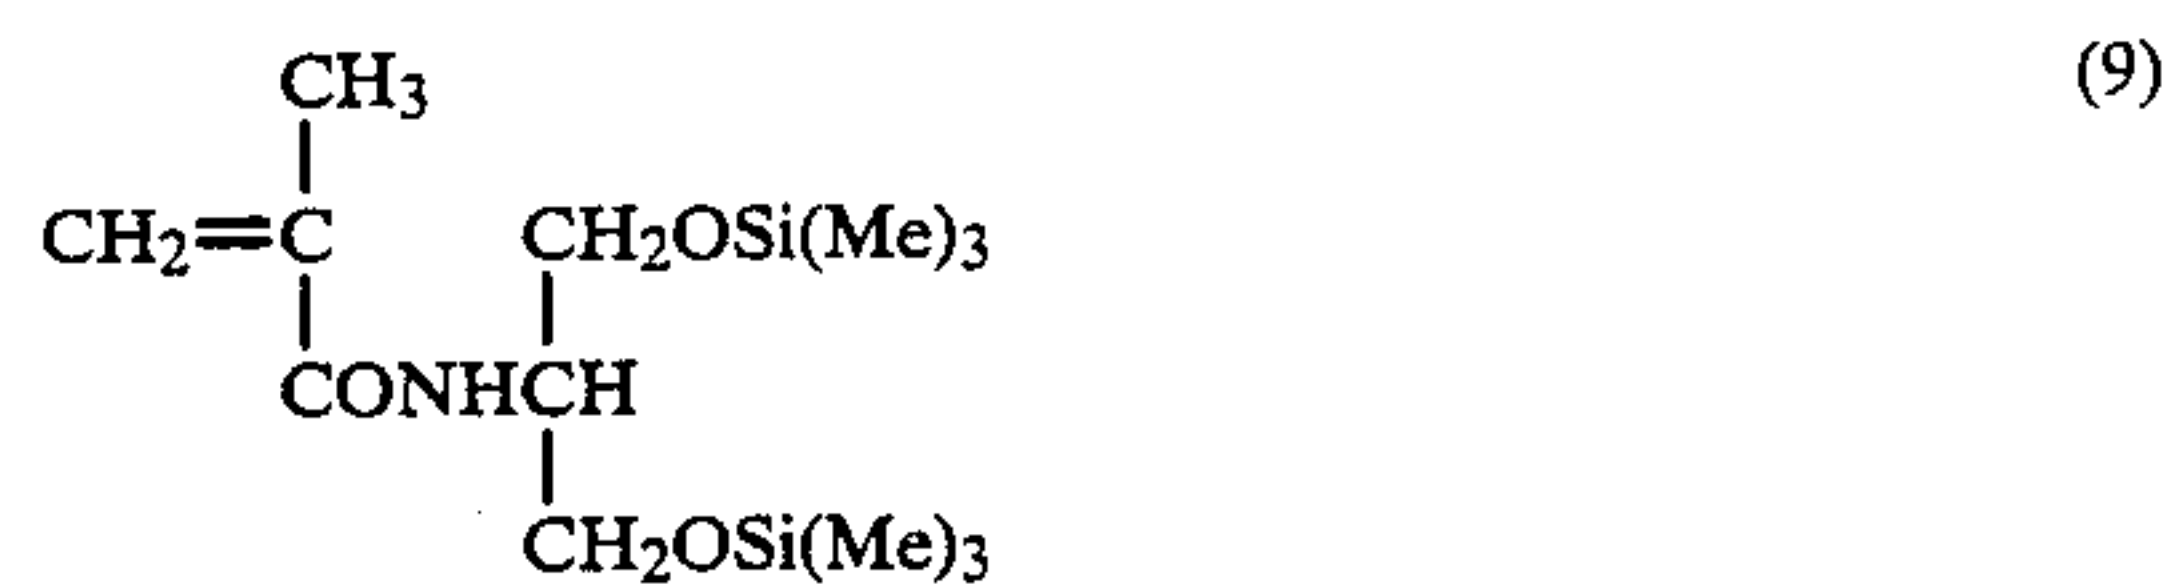 CH3 (9)
CH2=C CH2OSi(Me)3
CONHCH
CH2OSi(Me)3